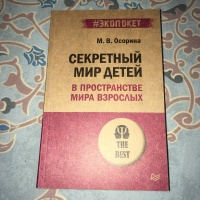 #ЭКОПОКЕТ
М. В. Осорина
СЕКРЕТНЫЙ
МИР ДЕТЕЙ
В ПРОСТРАНСТВЕ
МИРА ВЗРОСЛЫХ
THE
BEST